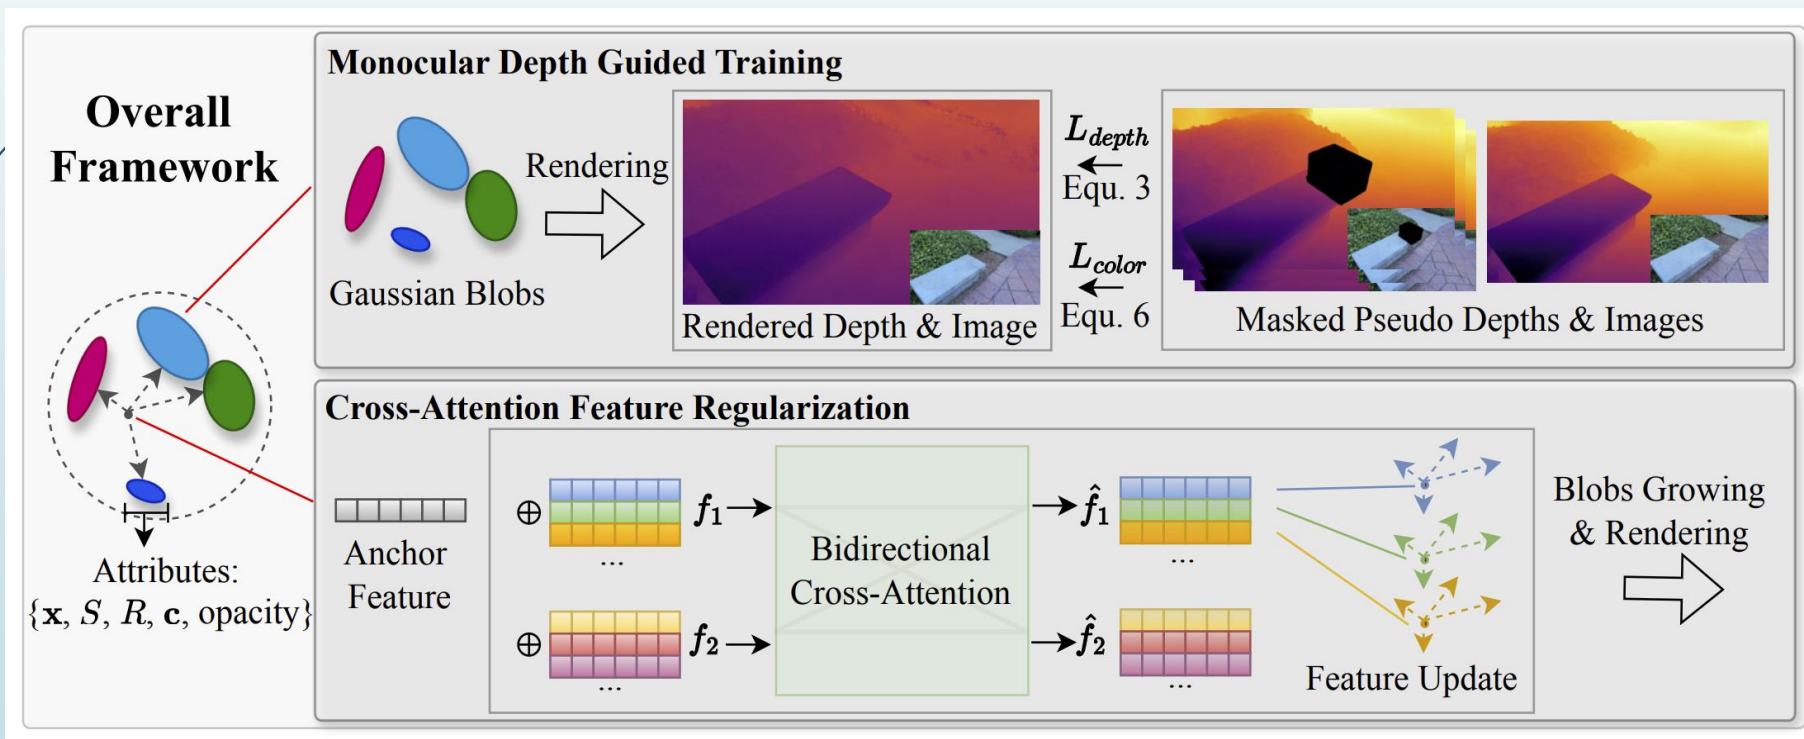 Overall
Framework
Attributes:
{x, S, R, c, opacity}
Monocular Depth Guided Training
Gaussian Blobs
Rendering
Rendered Depth & Image
L_depth
Equ. 3
L_color
Equ. 6
Masked Pseudo Depths & Images
Cross-Attention Feature Regularization
Anchor
Feature
⊕
...
f₁
⊕
...
f₂
Bidirectional
Cross-Attention
f̂₁
...
f̂₂
...
Feature Update
Blobs Growing
& Rendering